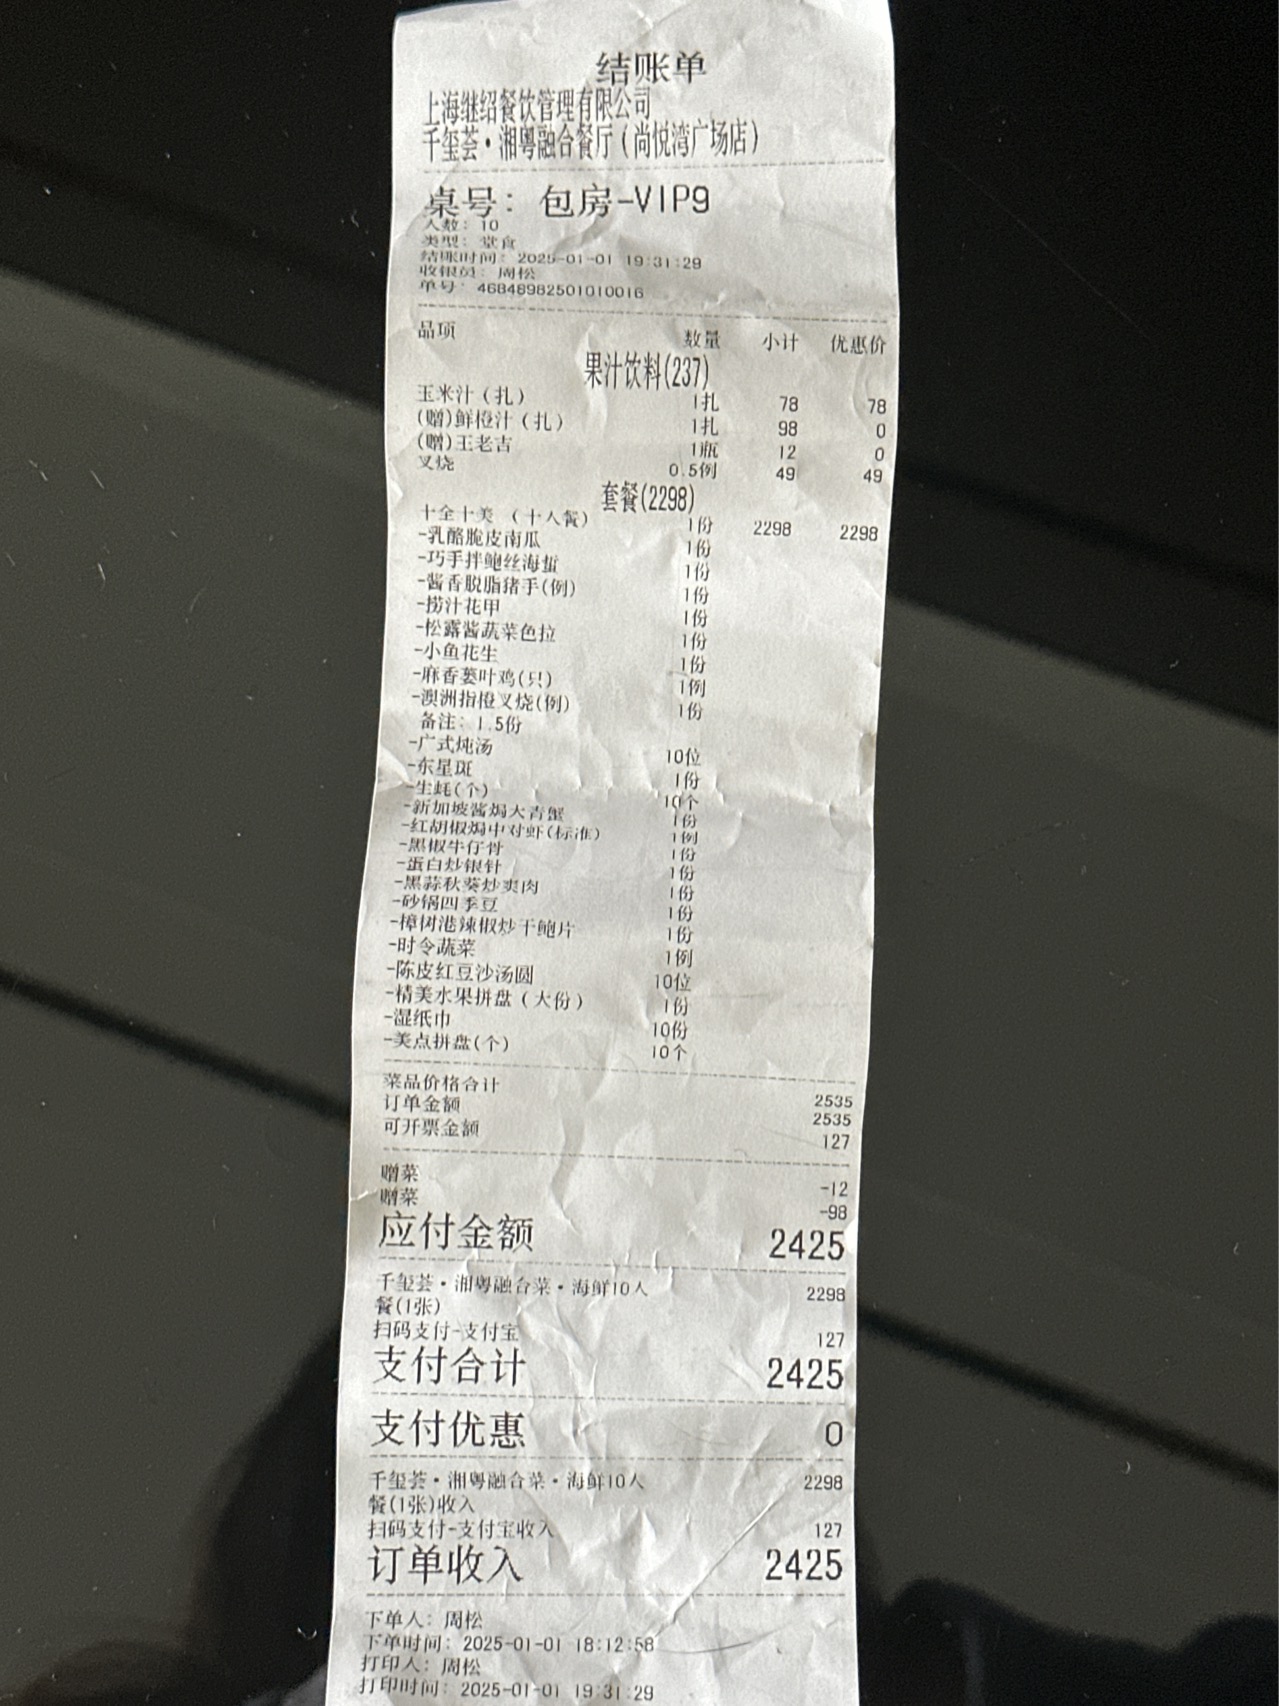 结账单
上海继绍餐饮管理有限公司
千玺荟·湘粤融合餐厅（尚悦湾广场店）
桌号：包房-VIP9
人数：10
类型：堂食
结账时间：2025-01-01 19:31:29
收银员：周松
单号：46848982501010016
品项 数量 小计 优惠价
果汁饮料(237)
玉米汁（扎） 1扎 78 78
(赠)鲜橙汁（扎） 1扎 98 0
(赠)王老吉 1瓶 12 0
叉烧 0.5例 49 49
套餐(2298)
十全十美 （十人餐） 1份 2298 2298
-乳酪脆皮南瓜 1份
-巧手拌鲍丝海蜇 1份
-酱香脱脂猪手(例) 1份
-捞汁花甲 1份
-松露酱蔬菜色拉 1份
-小鱼花生 1份
-麻香蒌叶鸡(只) 1例
-澳洲指橙叉烧(例) 1份
备注：1.5份
-广式炖汤 10位
-东星斑 1份
-生蚝(个) 10个
-新加坡酱焗大青蟹 1份
-红胡椒焗中对虾(标准) 1例
-黑椒牛仔骨 1份
-蛋白炒银针 1份
-黑蒜秋葵炒爽肉 1份
-砂锅四季豆 1份
-樟树港辣椒炒干鲍片 1份
-时令蔬菜 1例
-陈皮红豆沙汤圆 10位
-精美水果拼盘（大份） 1份
-湿纸巾 10份
-美点拼盘(个) 10个
菜品价格合计 2535
订单金额 2535
可开票金额 127
赠菜 -12
赠菜 -98
应付金额 2425
千玺荟·湘粤融合菜·海鲜10人 2298
餐(1张)
扫码支付-支付宝 127
支付合计 2425
支付优惠 0
千玺荟·湘粤融合菜·海鲜10人 2298
餐(1张)收入
扫码支付-支付宝收入 127
订单收入 2425
下单人：周松
下单时间：2025-01-01 18:12:58
打印人：周松
打印时间：2025-01-01 19:31:29